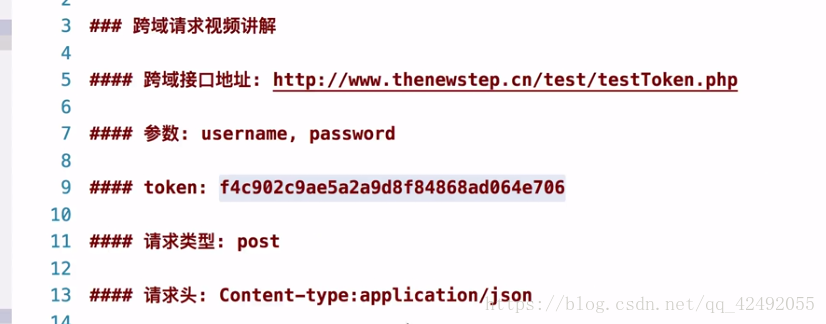 3 ### 跨域请求视频讲解
4
5 #### 跨域接口地址: http://www.thenewstep.cn/test/testToken.php
6
7 #### 参数: username, password
8
9 #### token: f4c902c9ae5a2a9d8f84868ad064e706
10
11 #### 请求类型: post
12
13 #### 请求头: Content-type:application/json
https://blog.csdn.net/qq_42492055
14